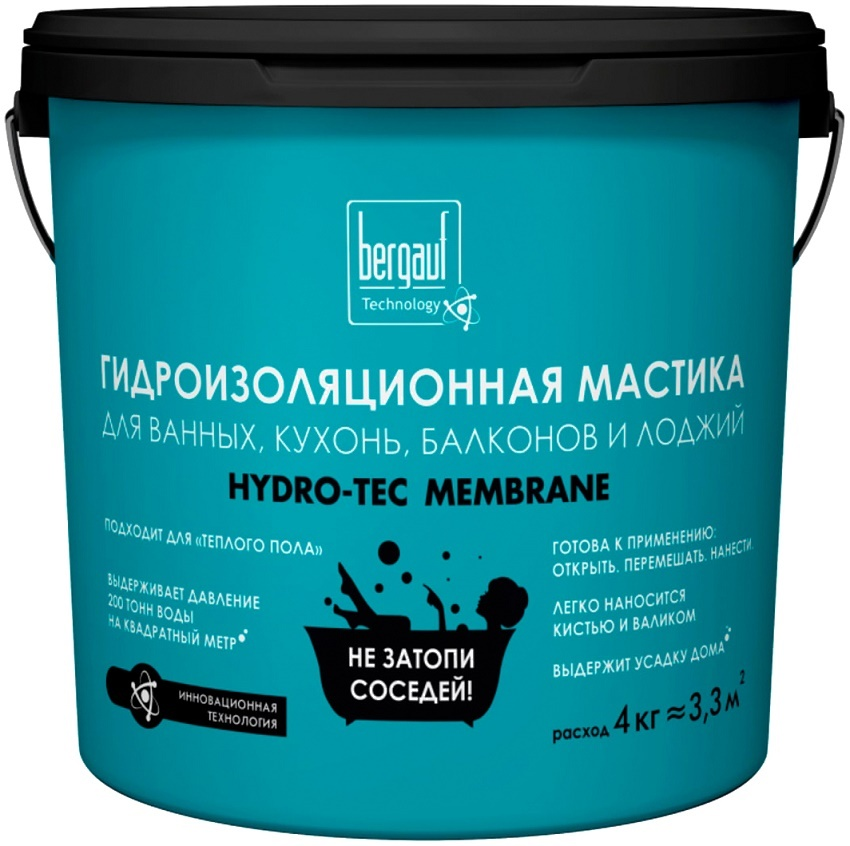 bergauf
Technology
ГИДРОИЗОЛЯЦИОННАЯ МАСТИКА
ДЛЯ ВАННЫХ, КУХОНЬ, БАЛКОНОВ И ЛОДЖИЙ
HYDRO-TEC MEMBRANE
ПОДХОДИТ ДЛЯ «ТЕПЛОГО ПОЛА»
ВЫДЕРЖИВАЕТ ДАВЛЕНИЕ
200 ТОНН ВОДЫ
НА КВАДРАТНЫЙ МЕТР
ИННОВАЦИОННАЯ
ТЕХНОЛОГИЯ
НЕ ЗАТОПИ
СОСЕДЕЙ!
ГОТОВА К ПРИМЕНЕНИЮ:
ОТКРЫТЬ. ПЕРЕМЕШАТЬ. НАНЕСТИ.
ЛЕГКО НАНОСИТСЯ
КИСТЬЮ И ВАЛИКОМ
ВЫДЕРЖИТ УСАДКУ ДОМА
расход 4 кг ≈ 3,3 м²